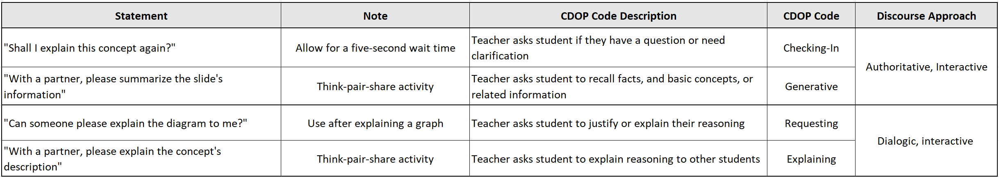 Statement Note CDOP Code Description CDOP Code Discourse Approach
"Shall I explain this concept again?"
Allow for a five-second wait time
Teacher asks student if they have a question or need
clarification
Checking-In
Authoritative, Interactive
"With a partner, please summarize the slide's
information"
Think-pair-share activity
Teacher asks student to recall facts, and basic concepts, or
related information
Generative
"Can someone please explain the diagram to me?"
Use after explaining a graph
Teacher asks student to justify or explain their reasoning
Requesting
Dialogic, interactive
"With a partner, please explain the concept's
description"
Think-pair-share activity
Teacher asks student to explain reasoning to other students
Explaining